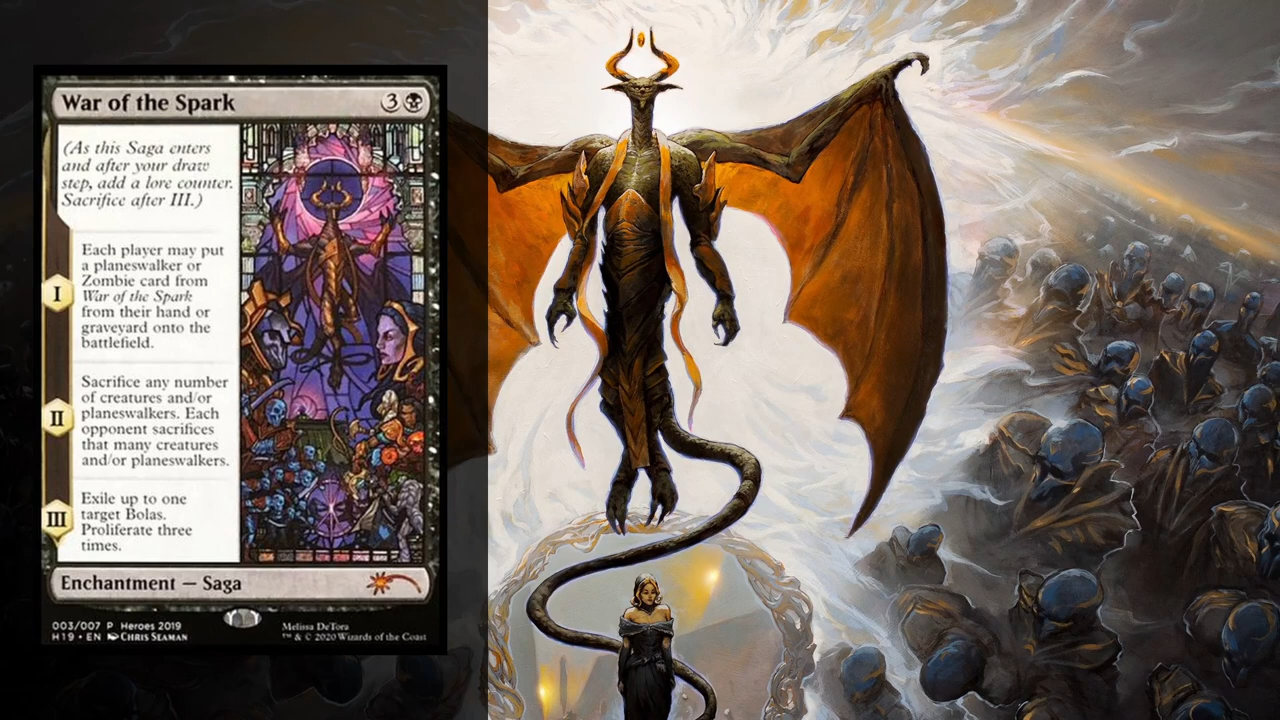 War of the Spark 3
(As this Saga enters
and after your draw
step, add a lore counter.
Sacrifice after III.)
I
Each player may put
a planeswalker or
Zombie card from
War of the Spark
from their hand or
graveyard onto the
battlefield.
II
Sacrifice any number
of creatures and/or
planeswalkers. Each
opponent sacrifices
that many creatures
and/or planeswalkers.
III
Exile up to one
target Bolas.
Proliferate three
times.
Enchantment — Saga
003/007 P Heroes 2019
H19 • EN Chris Seaman
Melissa DeTora
™ & © 2020 Wizards of the Coast